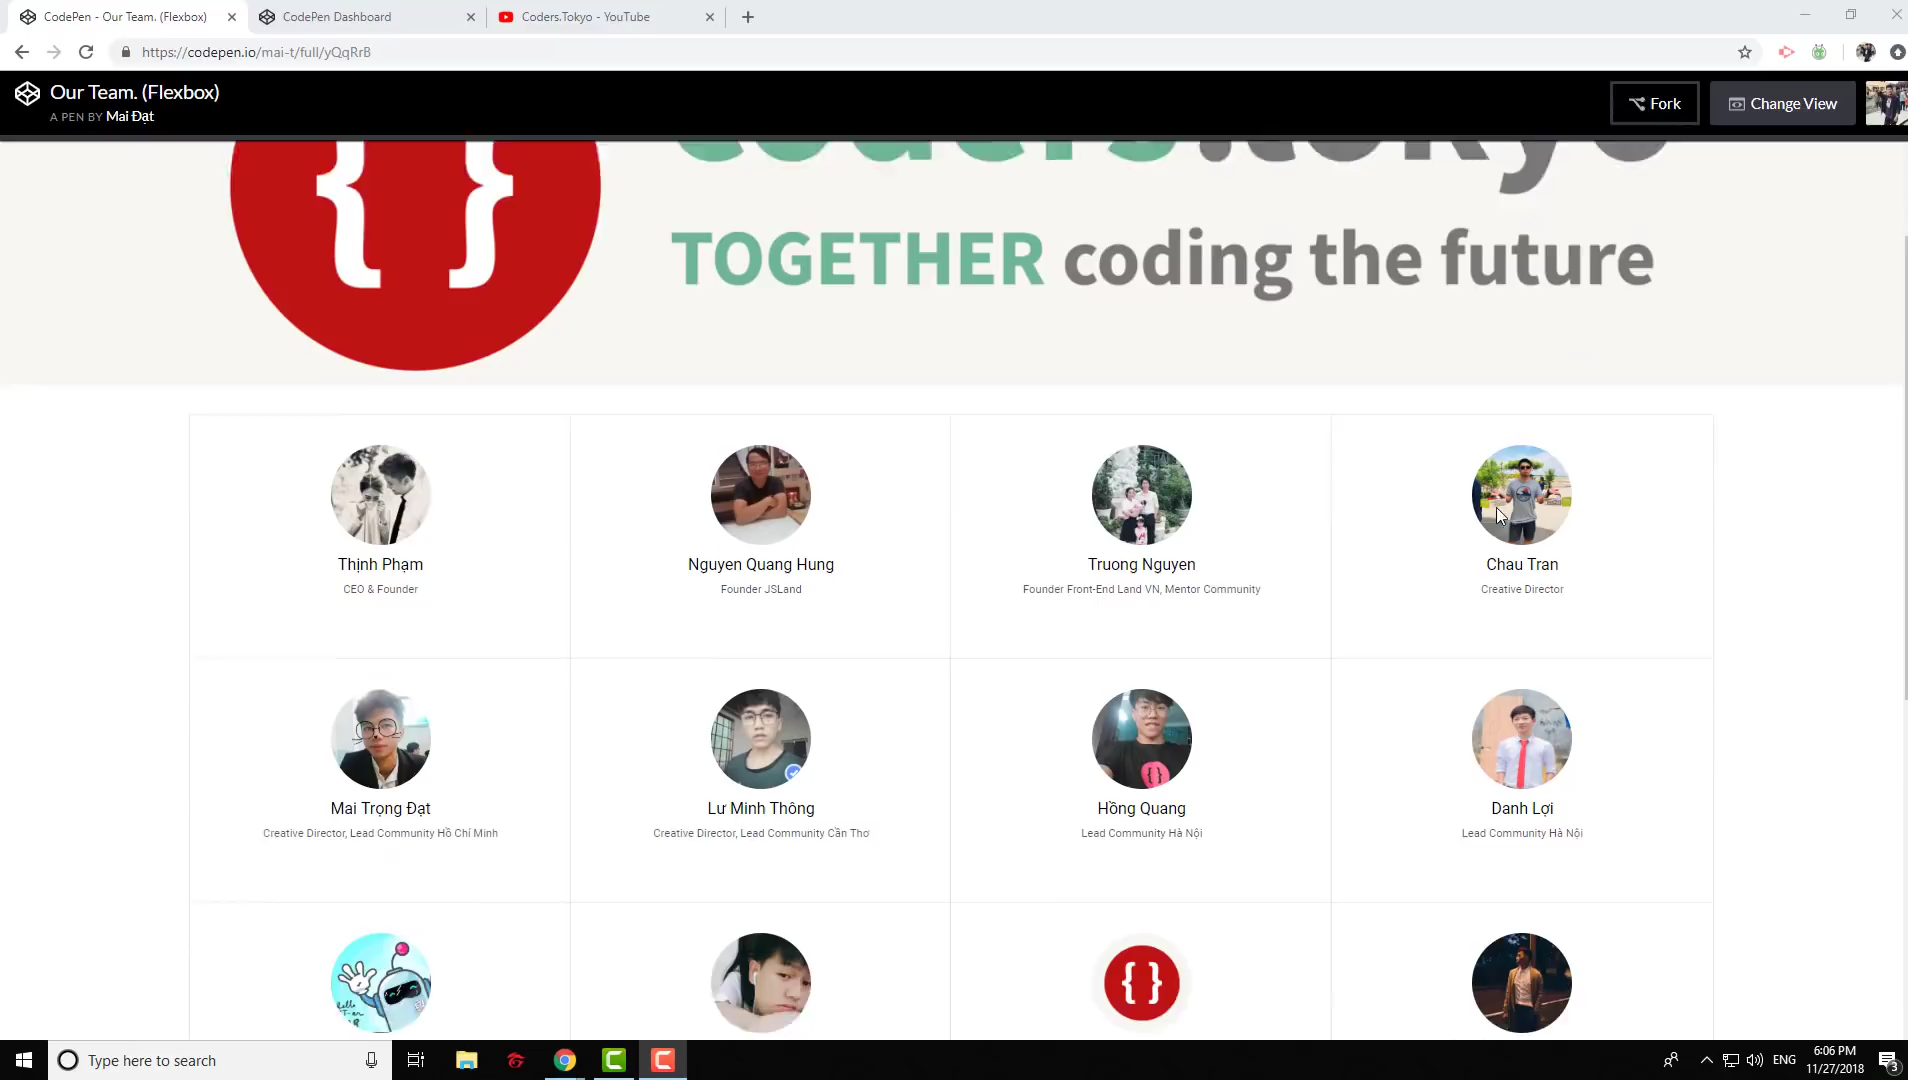 CodePen - Our Team. (Flexbox)
CodePen Dashboard
Coders.Tokyo - YouTube
https://codepen.io/mai-t/full/yQqRrB
Our Team. (Flexbox)
A PEN BY Mai Đạt
Fork
Change View
coders.tokyo
TOGETHER coding the future
{ }
Thịnh Phạm
CEO & Founder
Nguyen Quang Hung
Founder JSLand
Truong Nguyen
Founder Front-End Land VN, Mentor Community
Chau Tran
Creative Director
Mai Trọng Đạt
Creative Director, Lead Community Hồ Chí Minh
Lư Minh Thông
Creative Director, Lead Community Cần Thơ
Hồng Quang
Lead Community Hà Nội
Danh Lợi
Lead Community Hà Nội
{ }
Type here to search
ENG
6:06 PM
11/27/2018
3